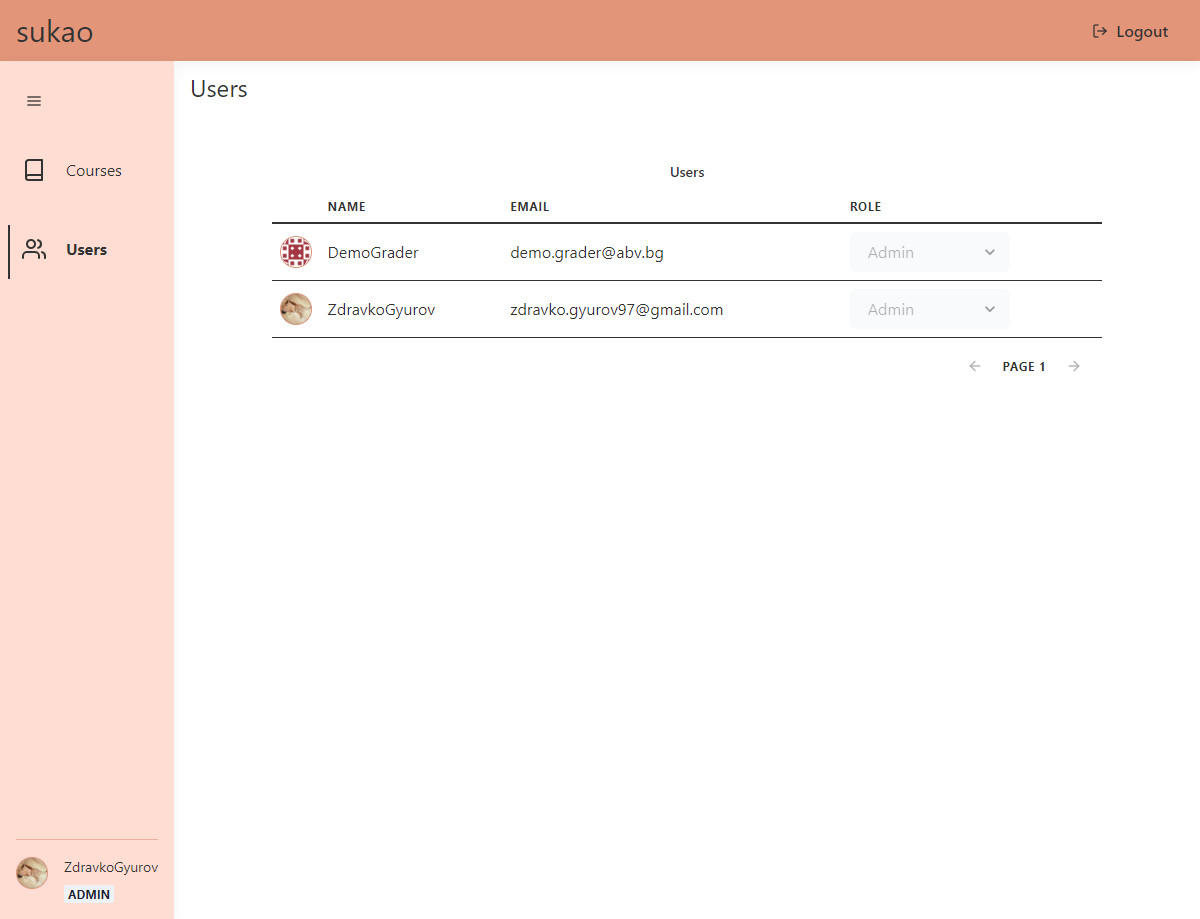 sukao
Logout
Users
Courses
Users
Users
NAME EMAIL ROLE
DemoGrader demo.grader@abv.bg Admin
ZdravkoGyurov zdravko.gyurov97@gmail.com Admin
PAGE 1
ZdravkoGyurov
ADMIN